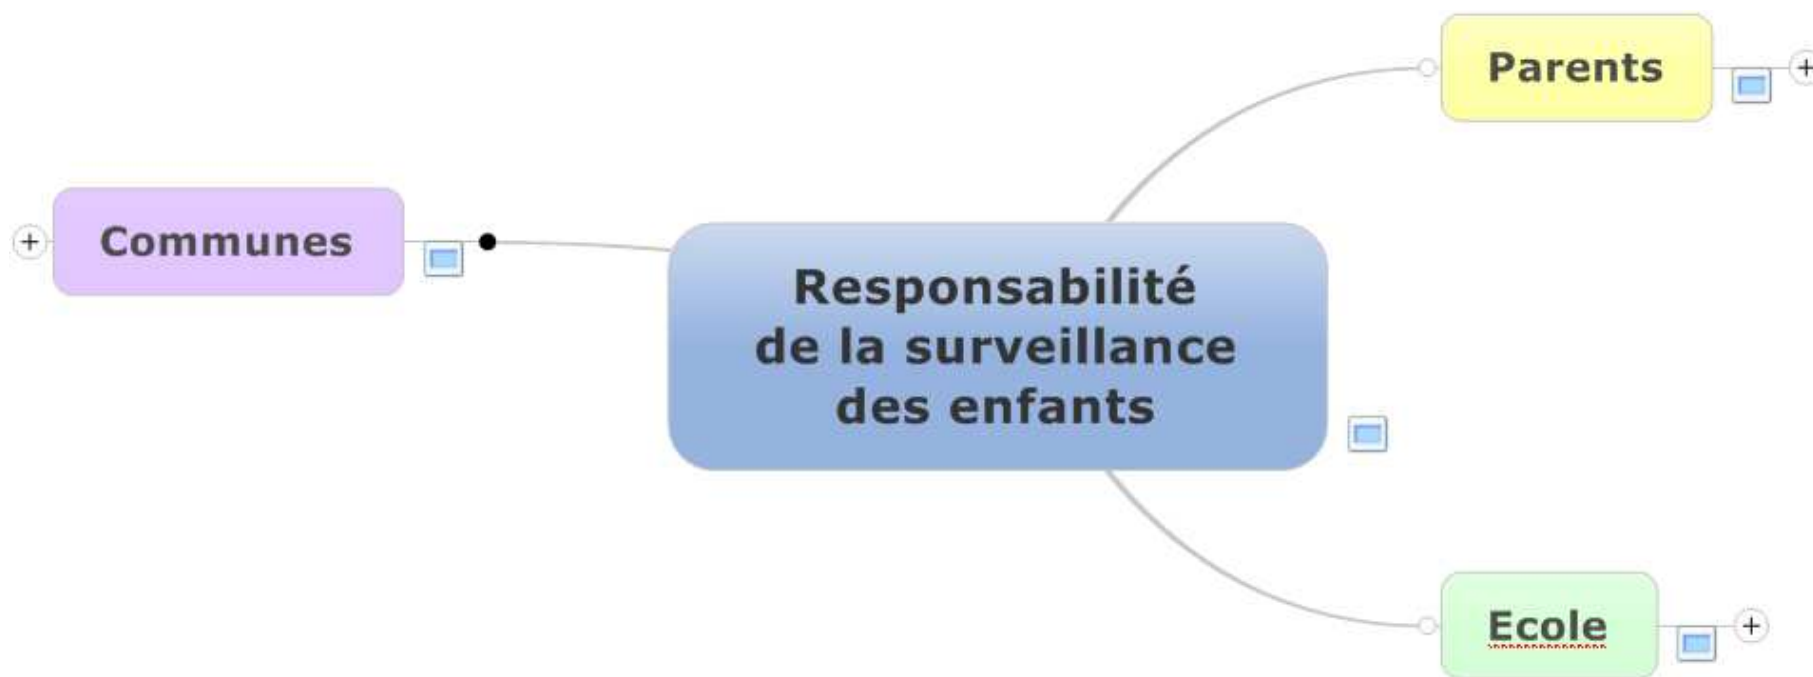 Parents
Communes
Responsabilité
de la surveillance
des enfants
Ecole